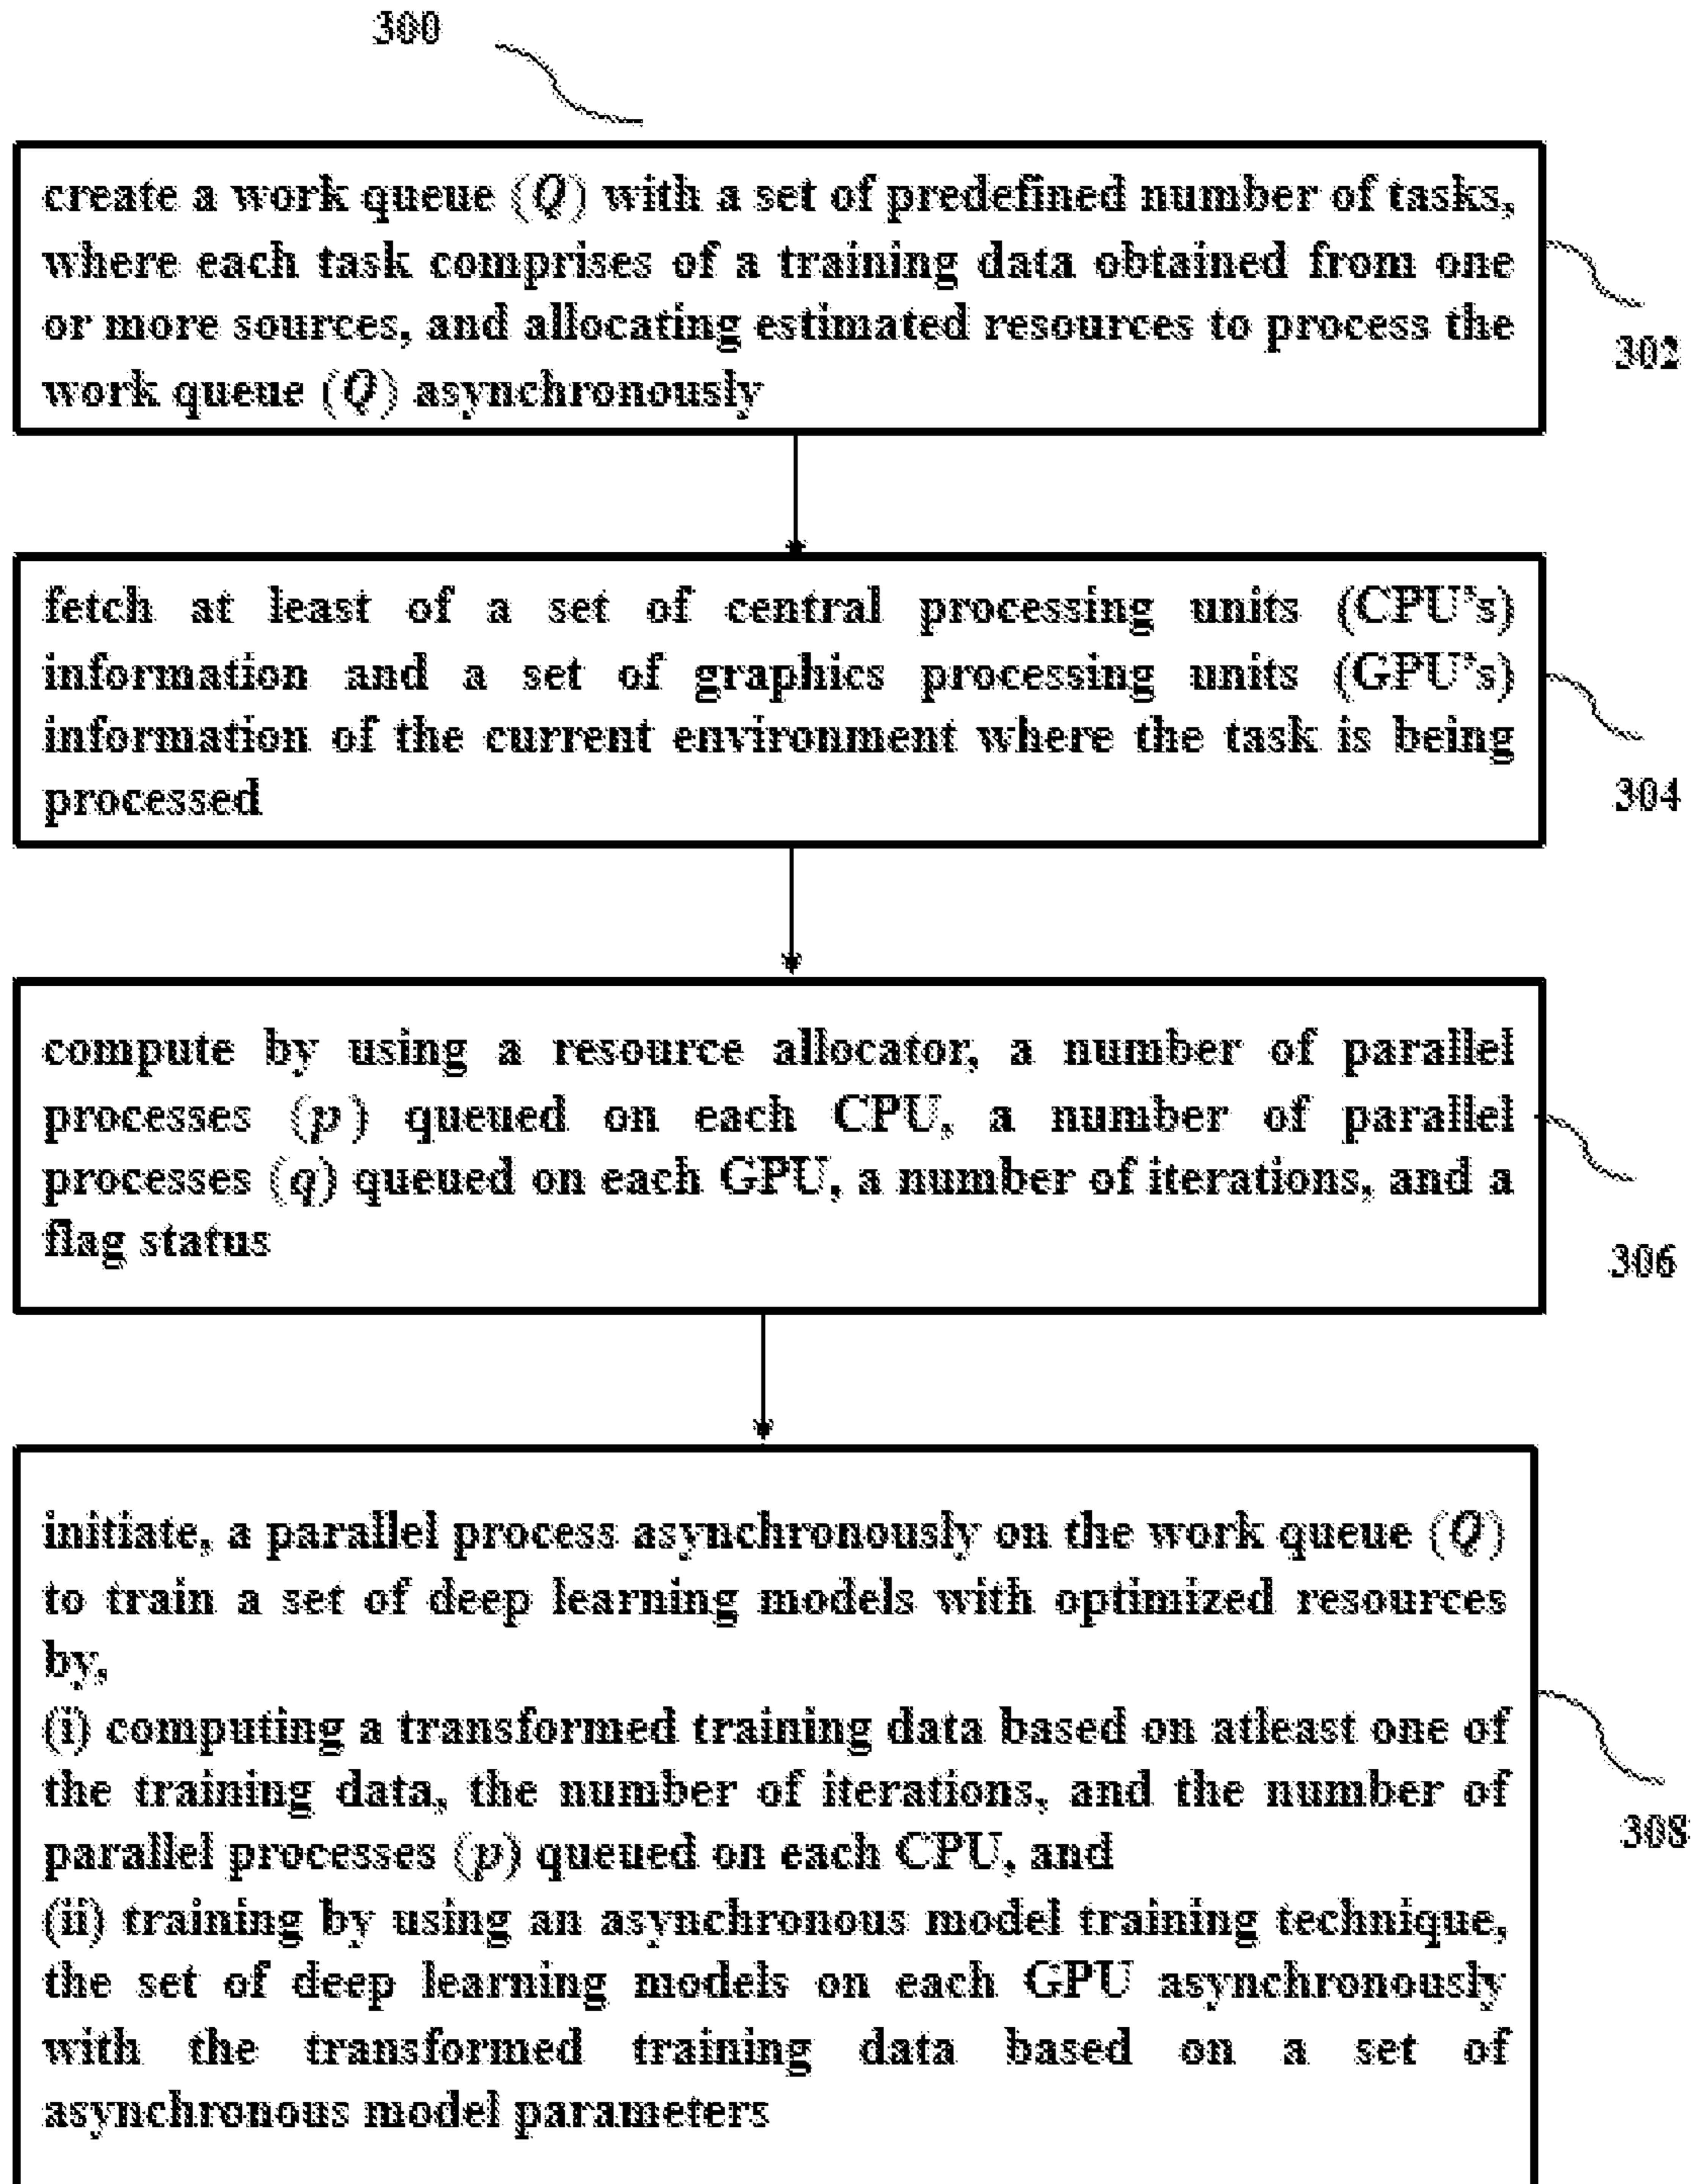 300
create a work queue (Q) with a set of predefined number of tasks,
where each task comprises of a training data obtained from one
or more sources, and allocating estimated resources to process the
work queue (Q) asynchronously
302
fetch at least of a set of central processing units (CPU's)
information and a set of graphics processing units (GPU's)
information of the current environment where the task is being
processed
304
compute by using a resource allocator, a number of parallel
processes (p) queued on each CPU, a number of parallel
processes (q) queued on each GPU, a number of iterations, and a
flag status
306
initiate, a parallel process asynchronously on the work queue (Q)
to train a set of deep learning models with optimized resources
by,
(i) computing a transformed training data based on atleast one of
the training data, the number of iterations, and the number of
parallel processes (p) queued on each CPU, and
(ii) training by using an asynchronous model training technique,
the set of deep learning models on each GPU asynchronously
with the transformed training data based on a set of
asynchronous model parameters
308